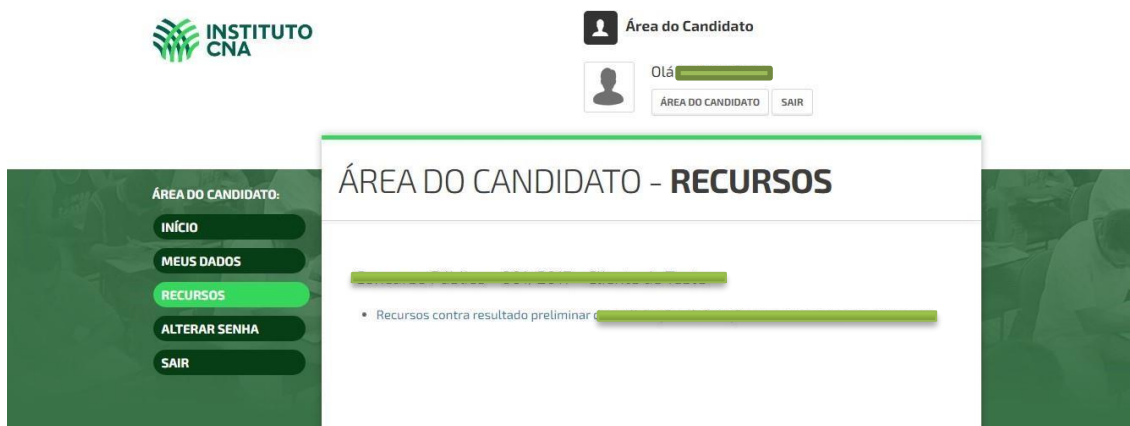 INSTITUTO
CNA
Área do Candidato
Olá
ÁREA DO CANDIDATO SAIR
ÁREA DO CANDIDATO - RECURSOS
ÁREA DO CANDIDATO:
INÍCIO
MEUS DADOS
RECURSOS
ALTERAR SENHA
SAIR
• Recursos contra resultado preliminar